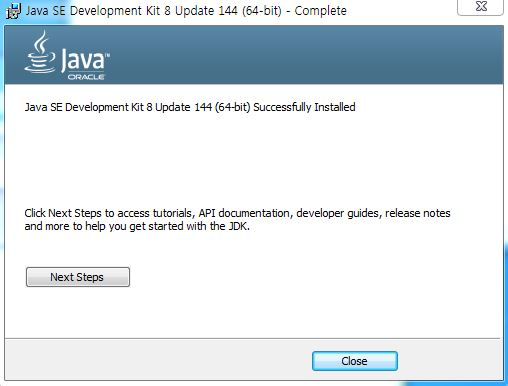 Java SE Development Kit 8 Update 144 (64-bit) - Complete
Java™
ORACLE
Java SE Development Kit 8 Update 144 (64-bit) Successfully Installed
Click Next Steps to access tutorials, API documentation, developer guides, release notes
and more to help you get started with the JDK.
Next Steps
Close